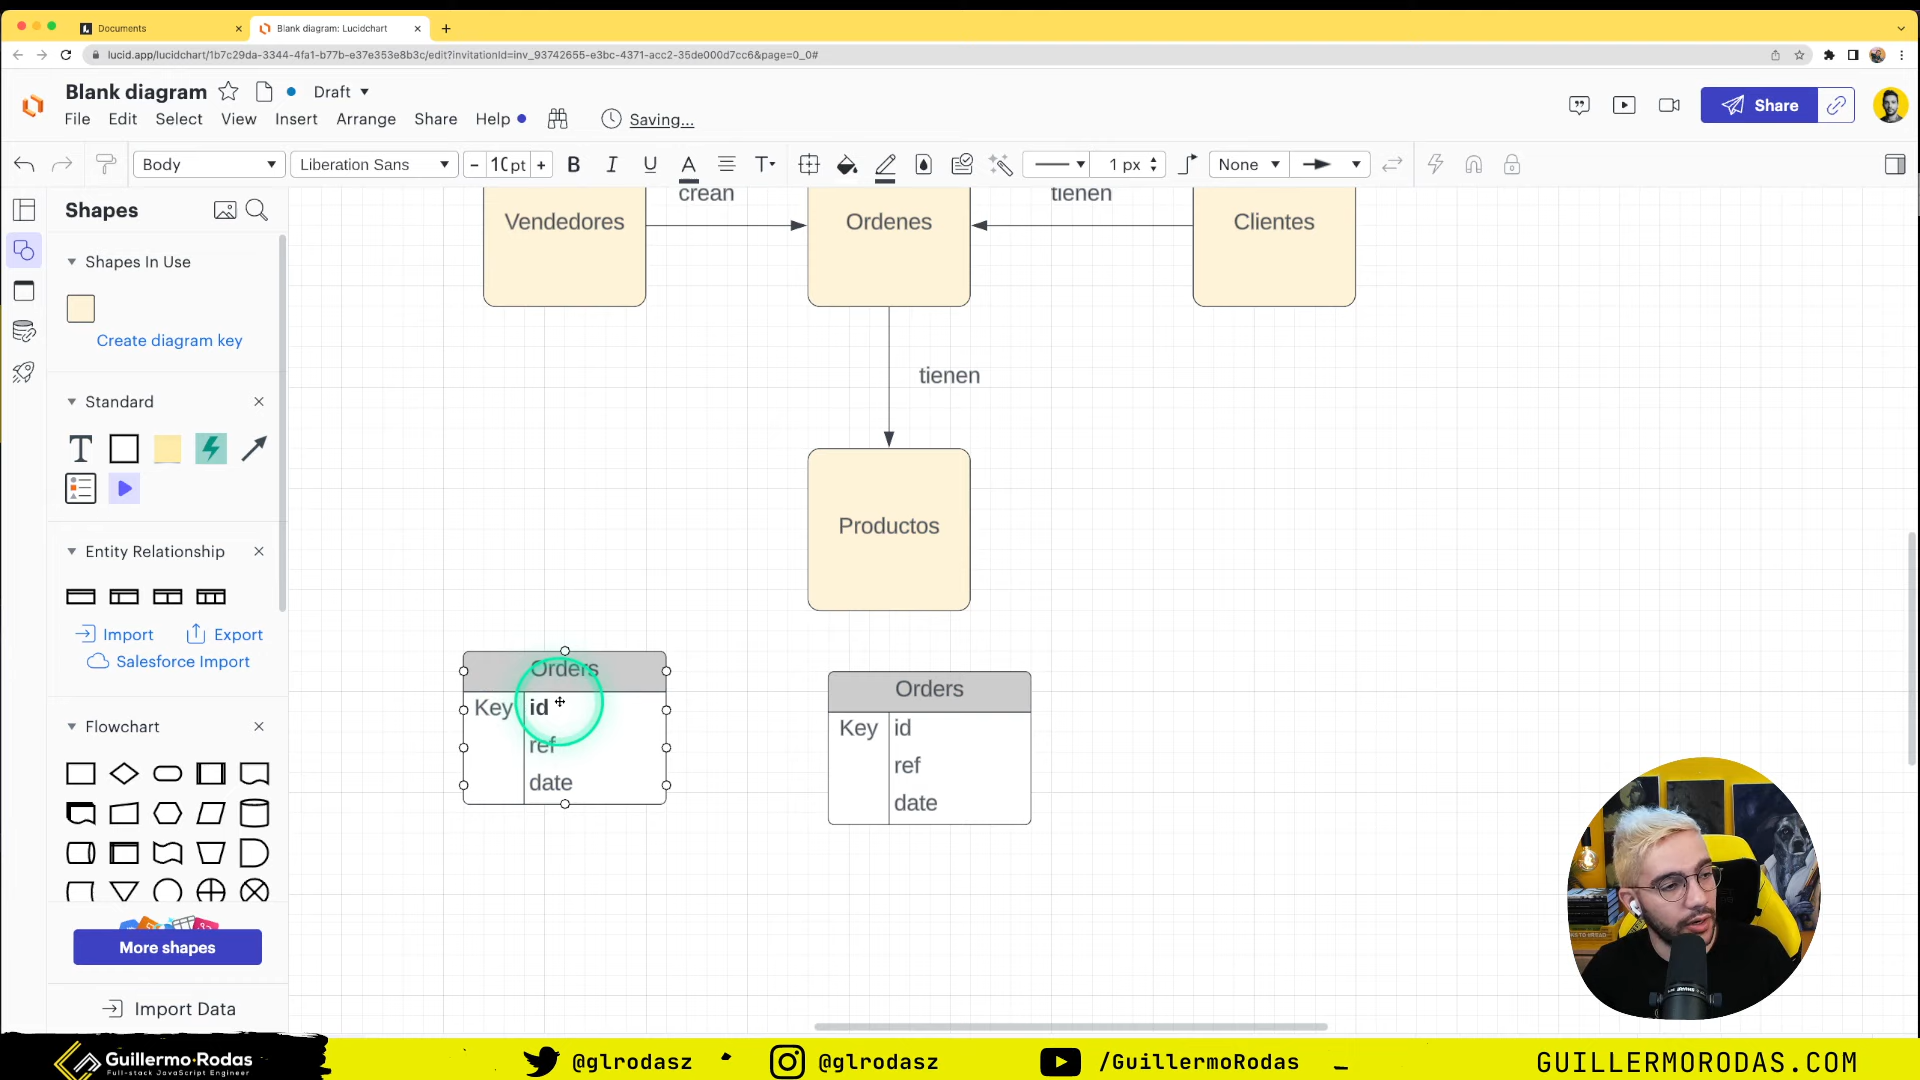 Documents
Blank diagram: Lucidchart
lucid.app/lucidchart/1b7c29da-3344-4fa1-b77b-e37e353e8b3c/edit?invitationId=inv_93742655-e3bc-4371-acc2-35de000d7cc6&page=0_0#
Blank diagram
Draft
File Edit Select View Insert Arrange Share Help
Saving...
Share
Body
Liberation Sans
- 10 pt +
B I U A
T
1 px
None
Shapes
Shapes In Use
Create diagram key
Standard
T
Entity Relationship
Import
Export
Salesforce Import
Flowchart
More shapes
Import Data
crean
tienen
Vendedores
Ordenes
Clientes
tienen
Productos
Orders
Key id
ref
date
Orders
Key id
ref
date
Guillermo Rodas
Full-stack JavaScript Engineer
@glrodasz
@glrodasz
/GuillermoRodas
GUILLERMORODAS.COM